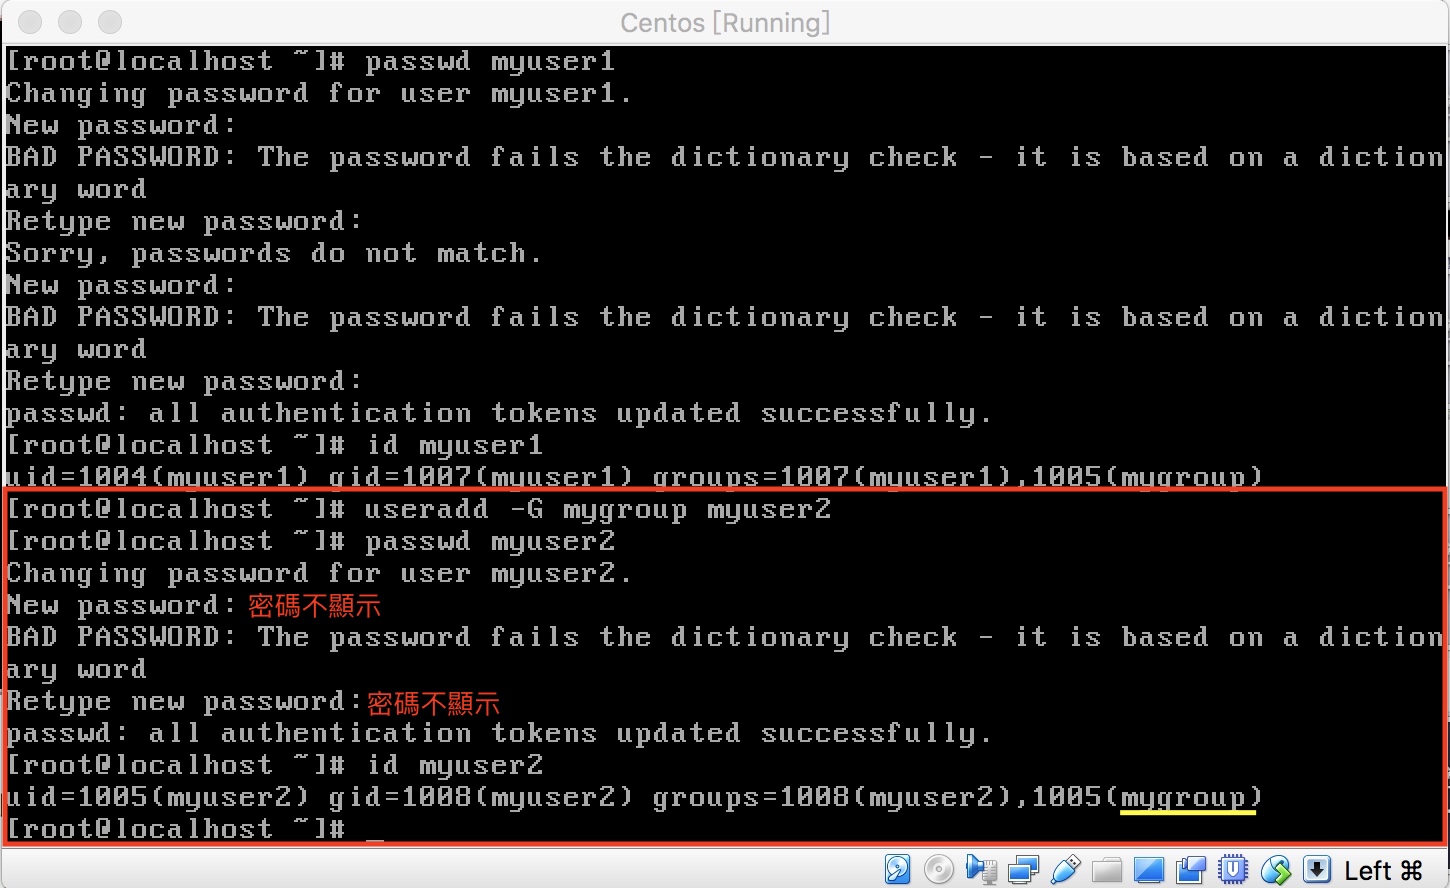 Centos [Running]
[root@localhost ~]# passwd myuser1
Changing password for user myuser1.
New password:
BAD PASSWORD: The password fails the dictionary check - it is based on a diction
ary word
Retype new password:
Sorry, passwords do not match.
New password:
BAD PASSWORD: The password fails the dictionary check - it is based on a diction
ary word
Retype new password:
passwd: all authentication tokens updated successfully.
[root@localhost ~]# id myuser1
uid=1004(myuser1) gid=1007(myuser1) groups=1007(myuser1),1005(mygroup)
[root@localhost ~]# useradd -G mygroup myuser2
[root@localhost ~]# passwd myuser2
Changing password for user myuser2.
New password: 密碼不顯示
BAD PASSWORD: The password fails the dictionary check - it is based on a diction
ary word
Retype new password: 密碼不顯示
passwd: all authentication tokens updated successfully.
[root@localhost ~]# id myuser2
uid=1005(myuser2) gid=1008(myuser2) groups=1008(myuser2),1005(mygroup)
[root@localhost ~]# _
Left ⌘